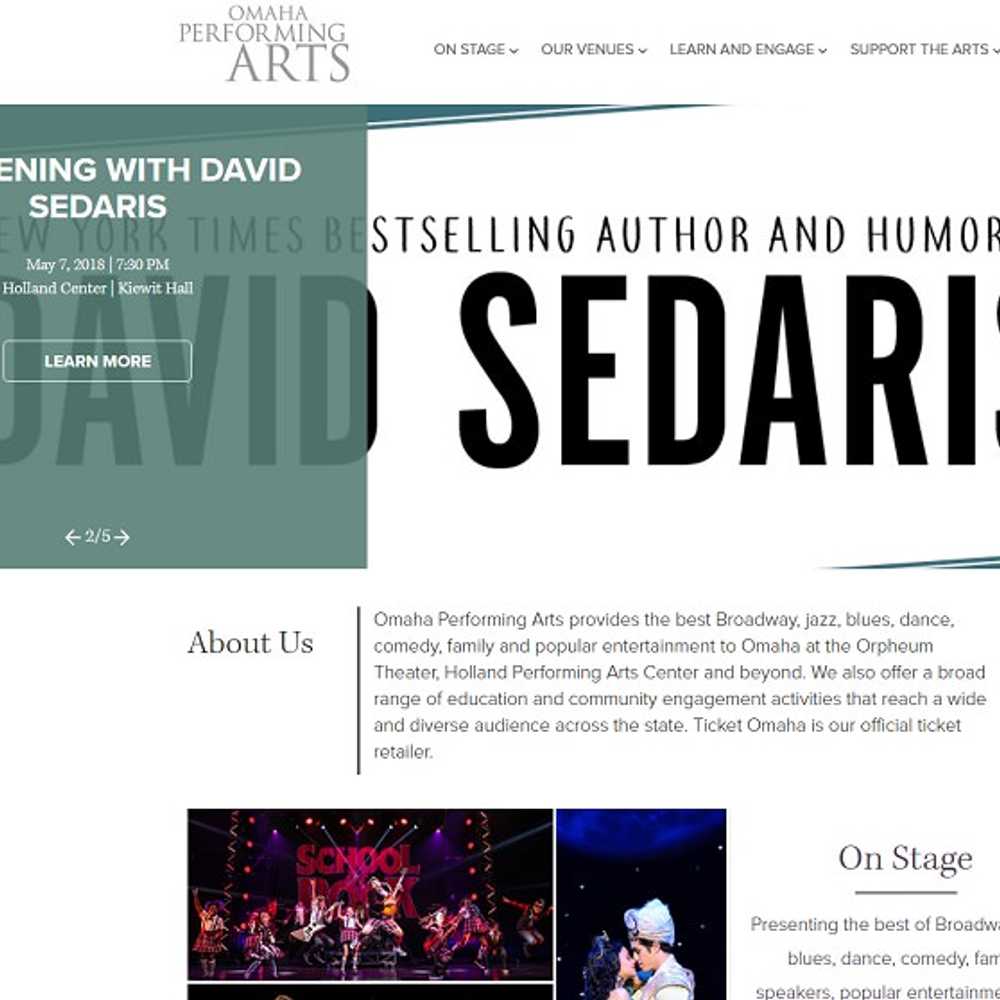 OMAHA
PERFORMING
ARTS
ON STAGE
OUR VENUES
LEARN AND ENGAGE
SUPPORT THE ARTS
ENING WITH DAVID
SEDARIS
May 7, 2018 | 7:30 PM
Holland Center | Kiewit Hall
LEARN MORE
2/5
EW YORK TIMES BESTSELLING AUTHOR AND HUMOR
DAVID SEDARIS
About Us
Omaha Performing Arts provides the best Broadway, jazz, blues, dance,
comedy, family and popular entertainment to Omaha at the Orpheum
Theater, Holland Performing Arts Center and beyond. We also offer a broad
range of education and community engagement activities that reach a wide
and diverse audience across the state. Ticket Omaha is our official ticket
retailer.
SCHOOL
ROCK
On Stage
Presenting the best of Broadwa
blues, dance, comedy, fam
speakers, popular entertainme